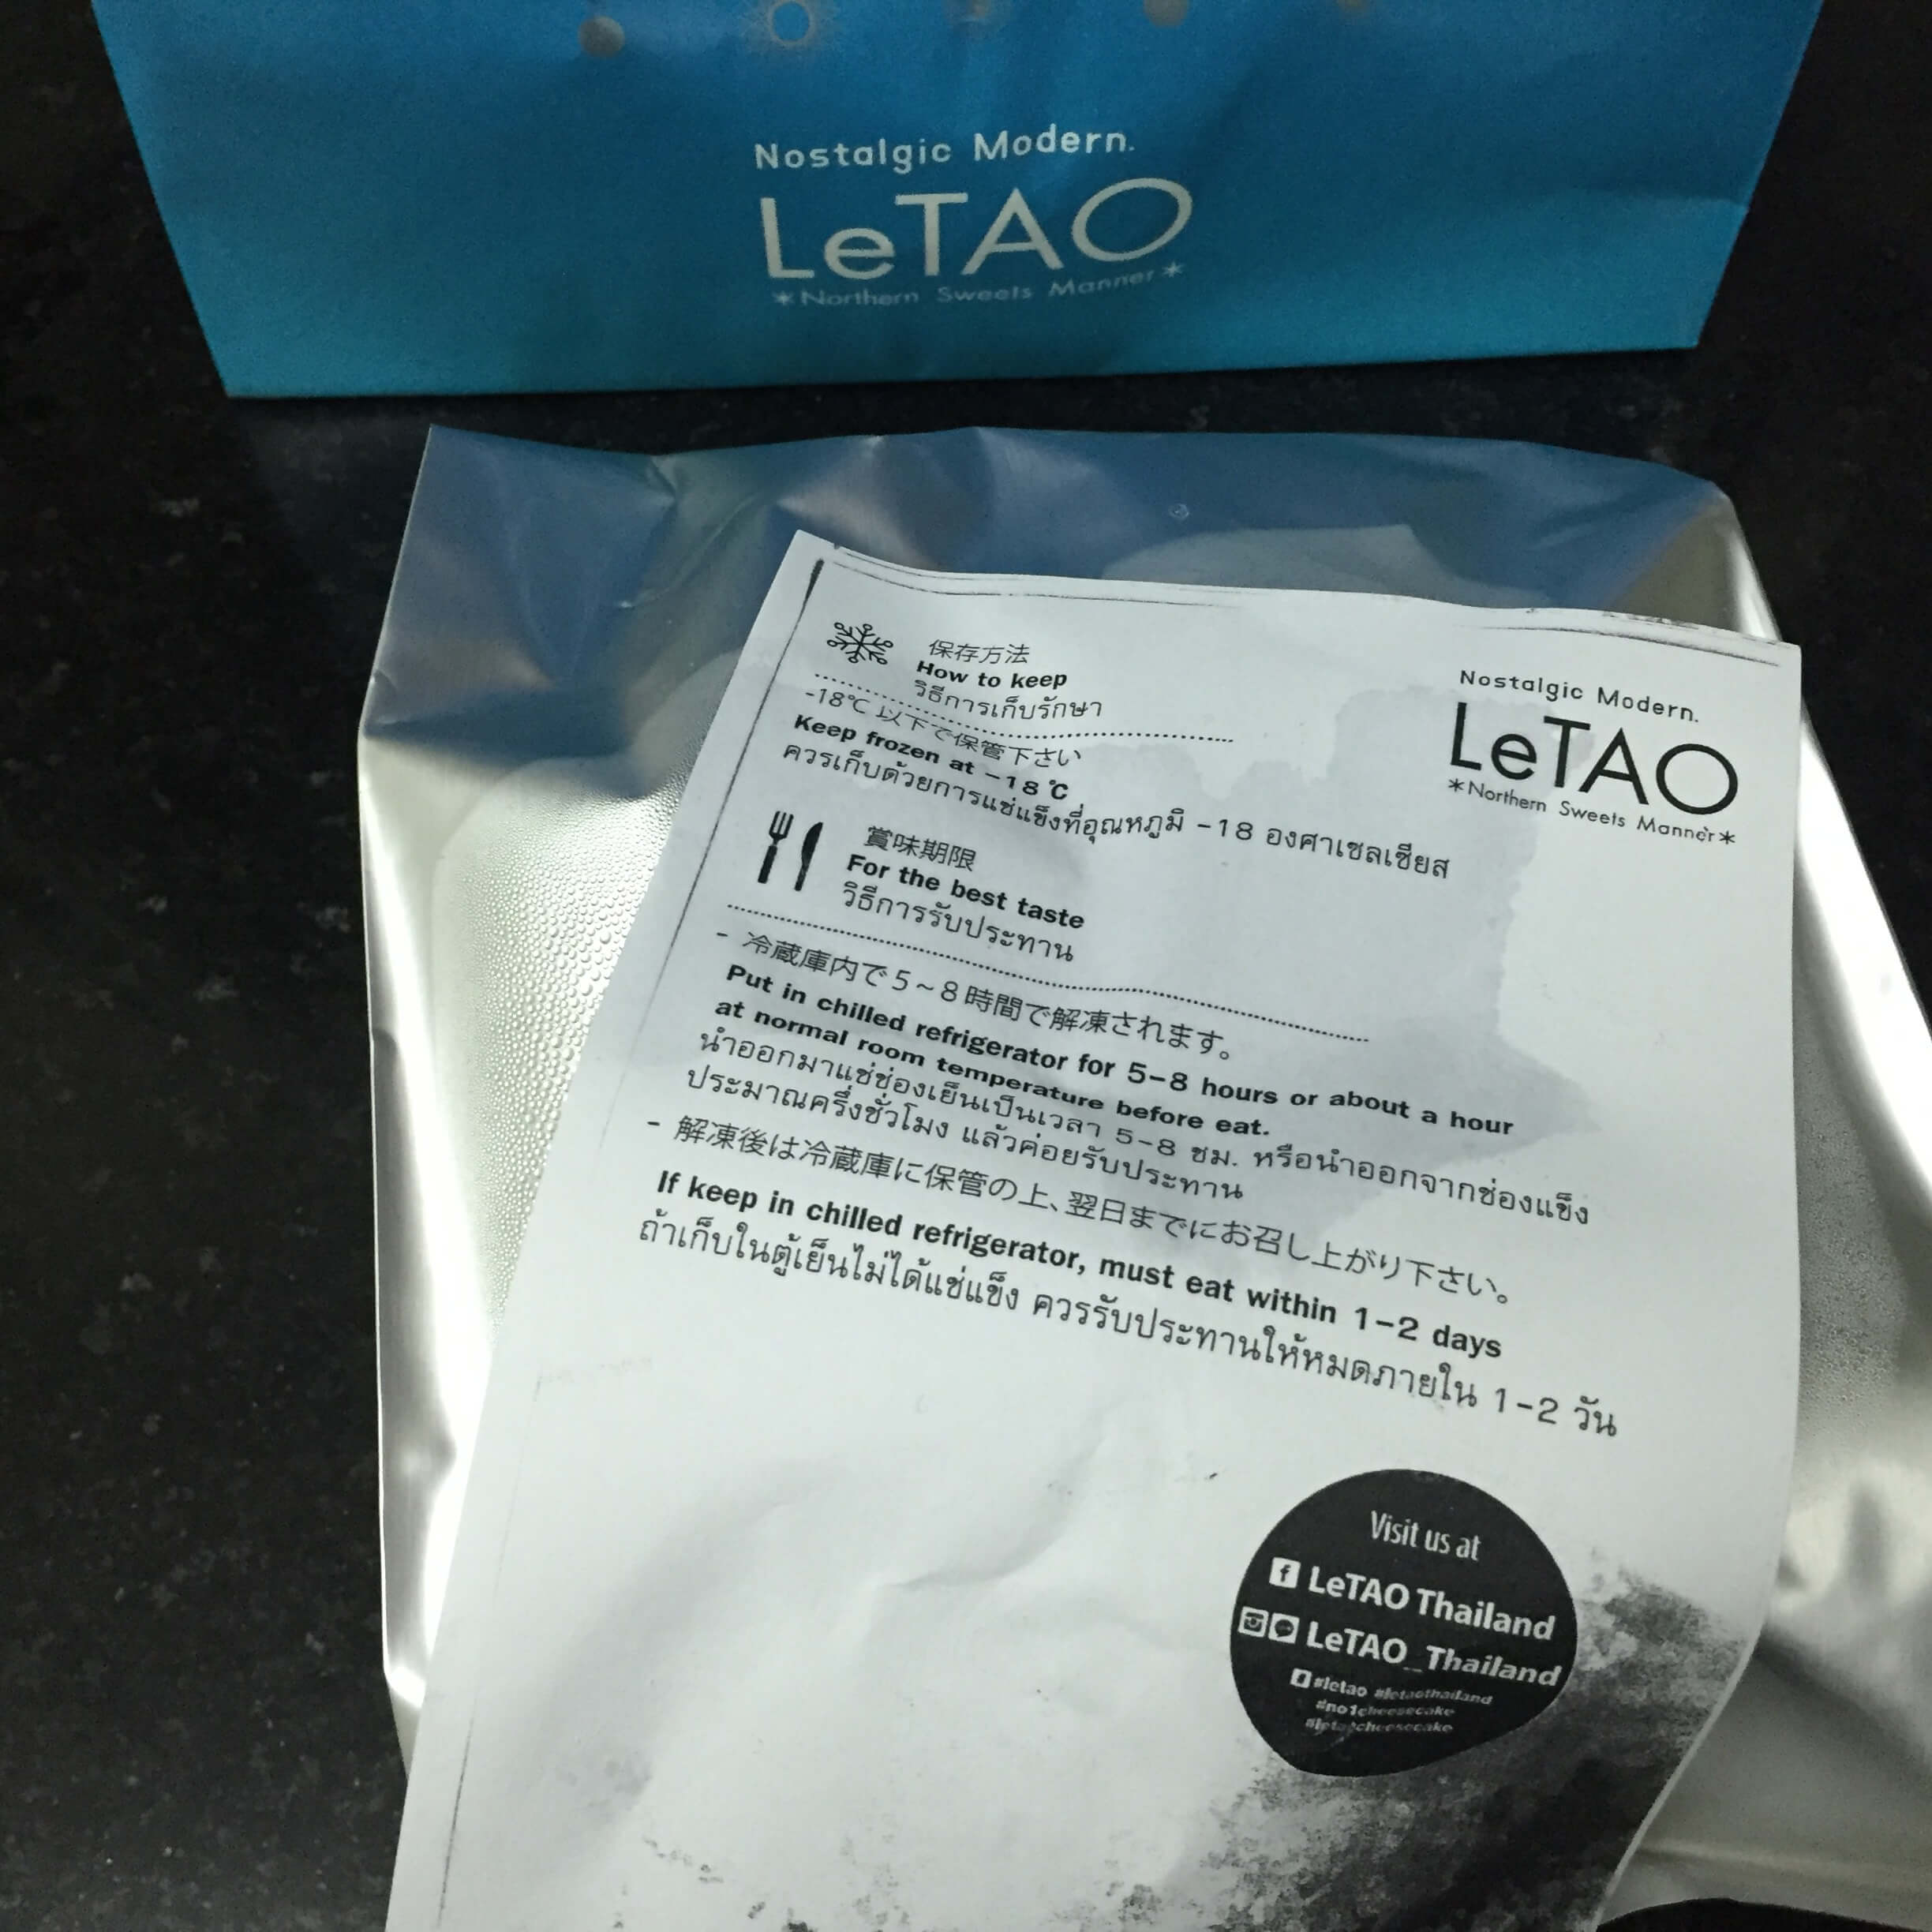 Nostalgic Modern.
LeTAO
*Northern Sweets Manner*
保存方法
How to keep
วิธีการเก็บรักษา
-18℃ 以下で保管下さい
Keep frozen at -18℃
ควรเก็บด้วยการแช่แข็งที่อุณหภูมิ -18 องศาเซลเซียส
Nostalgic Modern.
LeTAO
*Northern Sweets Manner*
賞味期限
For the best taste
วิธีการรับประทาน
- 冷蔵庫内で5~8時間で解凍されます。
Put in chilled refrigerator for 5-8 hours or about a hour
at normal room temperature before eat.
นำออกมาแช่ช่องเย็นเป็นเวลา 5-8 ชม. หรือนำออกจากช่องแข็ง
ประมาณครึ่งชั่วโมง แล้วค่อยรับประทาน
- 解凍後は冷蔵庫に保管の上、翌日までにお召し上がり下さい。
If keep in chilled refrigerator, must eat within 1-2 days
ถ้าเก็บในตู้เย็นไม่ได้แช่แข็ง ควรรับประทานให้หมดภายใน 1-2 วัน
Visit us at
LeTAO Thailand
LeTAO_Thailand
#letao #letaothailand
#no1cheesecake
#letaocheesecake